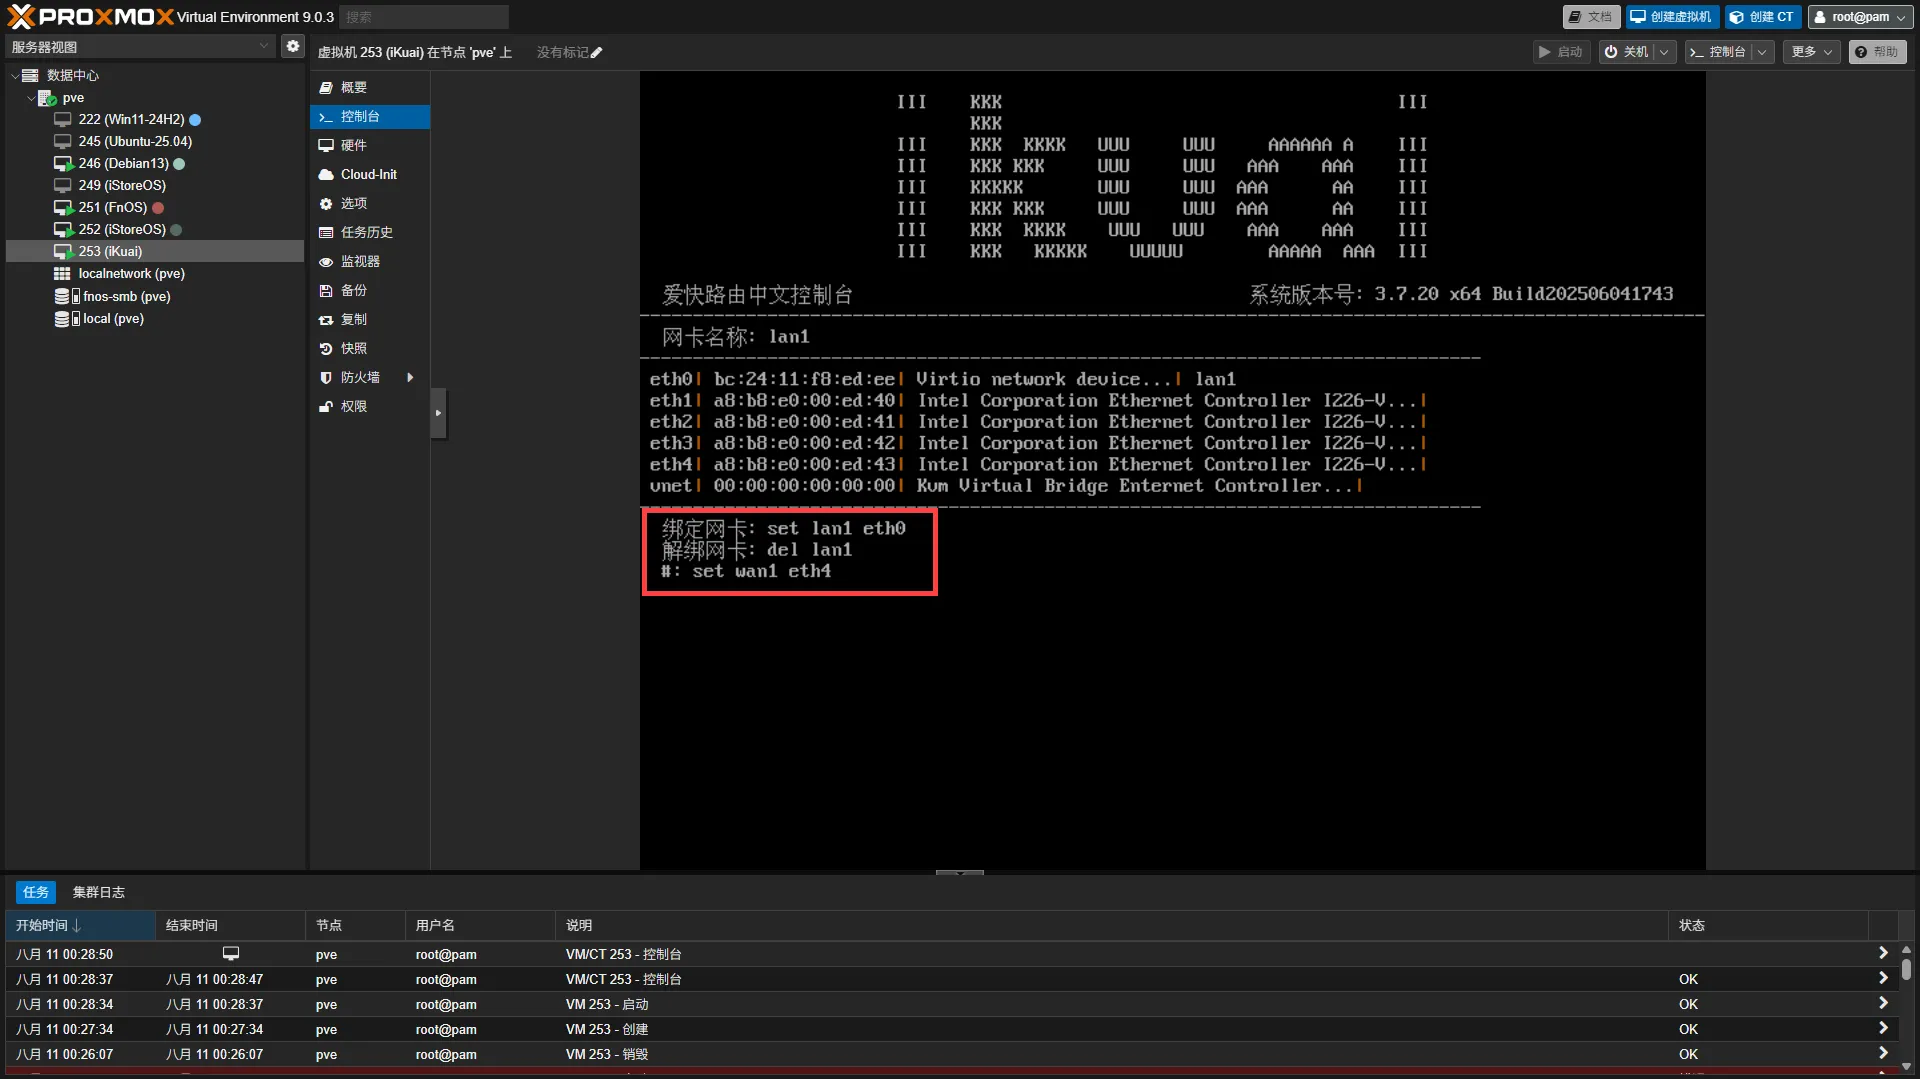 PROXMOX Virtual Environment 9.0.3 搜索 文档 创建虚拟机 创建 CT root@pam
服务器视图
虚拟机 253 (iKuai) 在节点 'pve' 上 没有标记 启动 关机 控制台 更多 帮助
数据中心
pve
222 (Win11-24H2)
245 (Ubuntu-25.04)
246 (Debian13)
249 (iStoreOS)
251 (FnOS)
252 (iStoreOS)
253 (iKuai)
localnetwork (pve)
fnos-smb (pve)
local (pve)
概要
控制台
硬件
Cloud-Init
选项
任务历史
监视器
备份
复制
快照
防火墙
权限
III KKK III
KKK
III KKK KKKK UUU UUU AAAAAA A III
III KKK KKK UUU UUU AAA AAA III
III KKKKK UUU UUU AAA AA III
III KKK KKK UUU UUU AAA AA III
III KKK KKKK UUU UUU AAA AAA III
III KKK KKKKK UUUUU AAAAA AAA III
爱快路由中文控制台 系统版本号: 3.7.20 x64 Build202506041743
网卡名称: lan1
eth0| bc:24:11:f8:ed:ee| Virtio network device...| lan1
eth1| a8:b8:e0:00:ed:40| Intel Corporation Ethernet Controller I226-V...|
eth2| a8:b8:e0:00:ed:41| Intel Corporation Ethernet Controller I226-V...|
eth3| a8:b8:e0:00:ed:42| Intel Corporation Ethernet Controller I226-V...|
eth4| a8:b8:e0:00:ed:43| Intel Corporation Ethernet Controller I226-V...|
vnet| 00:00:00:00:00:00| Kvm Virtual Bridge Enternet Controller...|
绑定网卡: set lan1 eth0
解绑网卡: del lan1
#: set wan1 eth4
任务 集群日志
开始时间 结束时间 节点 用户名 说明 状态
八月 11 00:28:50 pve root@pam VM/CT 253 - 控制台
八月 11 00:28:37 八月 11 00:28:47 pve root@pam VM/CT 253 - 控制台 OK
八月 11 00:28:34 八月 11 00:28:37 pve root@pam VM 253 - 启动 OK
八月 11 00:27:34 八月 11 00:27:34 pve root@pam VM 253 - 创建 OK
八月 11 00:26:07 八月 11 00:26:07 pve root@pam VM 253 - 销毁 OK